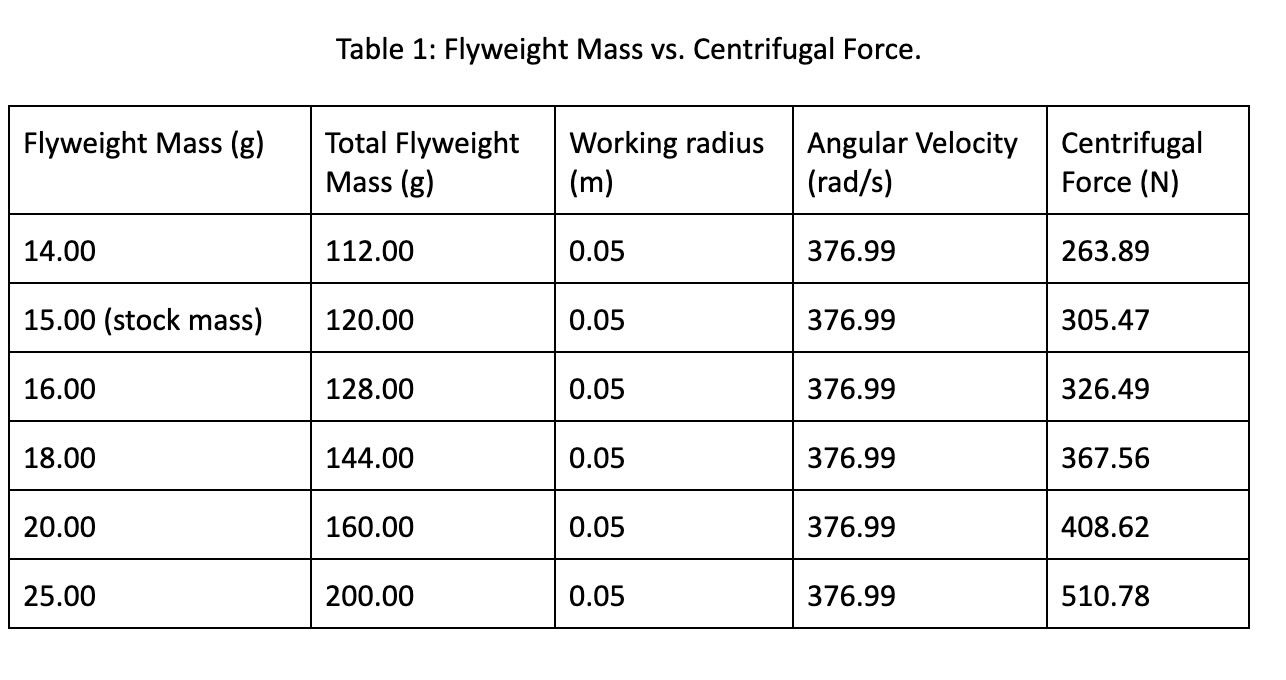 Table 1: Flyweight Mass vs. Centrifugal Force.
Flyweight Mass (g) Total Flyweight Mass (g) Working radius (m) Angular Velocity (rad/s) Centrifugal Force (N)
14.00 112.00 0.05 376.99 263.89
15.00 (stock mass) 120.00 0.05 376.99 305.47
16.00 128.00 0.05 376.99 326.49
18.00 144.00 0.05 376.99 367.56
20.00 160.00 0.05 376.99 408.62
25.00 200.00 0.05 376.99 510.78